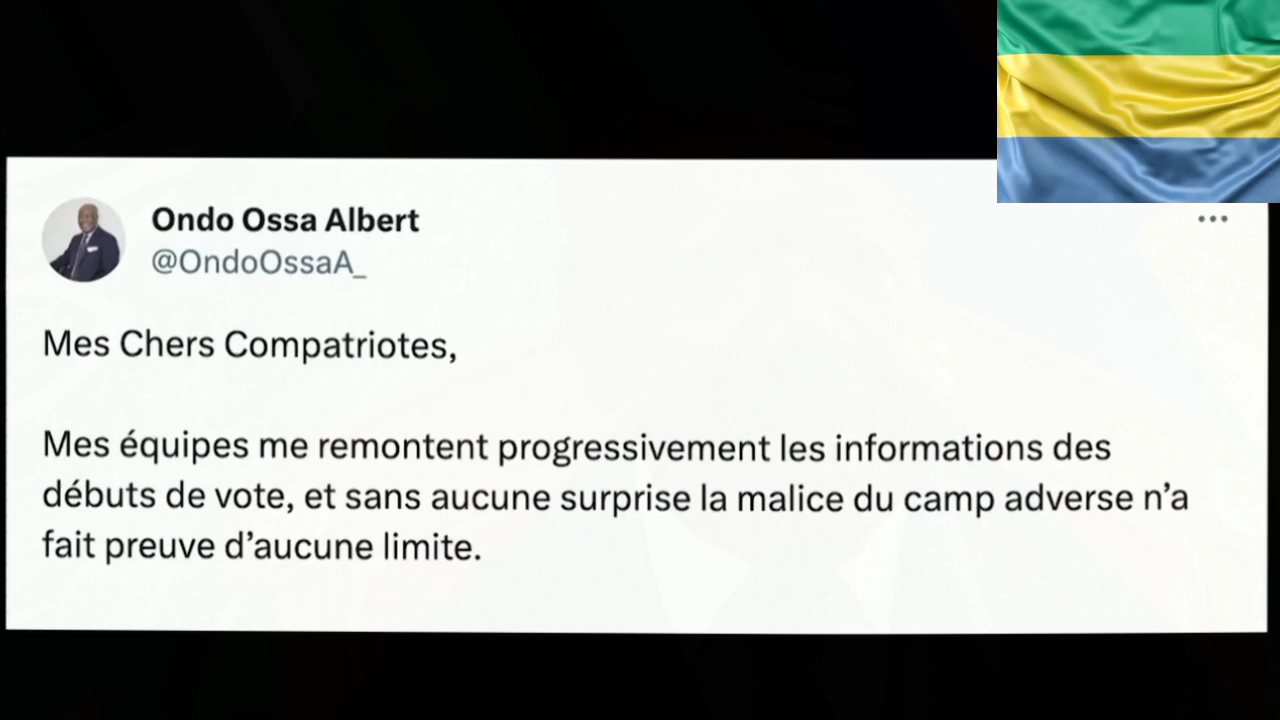 Ondo Ossa Albert
@OndoOssaA_
Mes Chers Compatriotes,
Mes équipes me remontent progressivement les informations des
débuts de vote, et sans aucune surprise la malice du camp adverse n’a
fait preuve d’aucune limite.